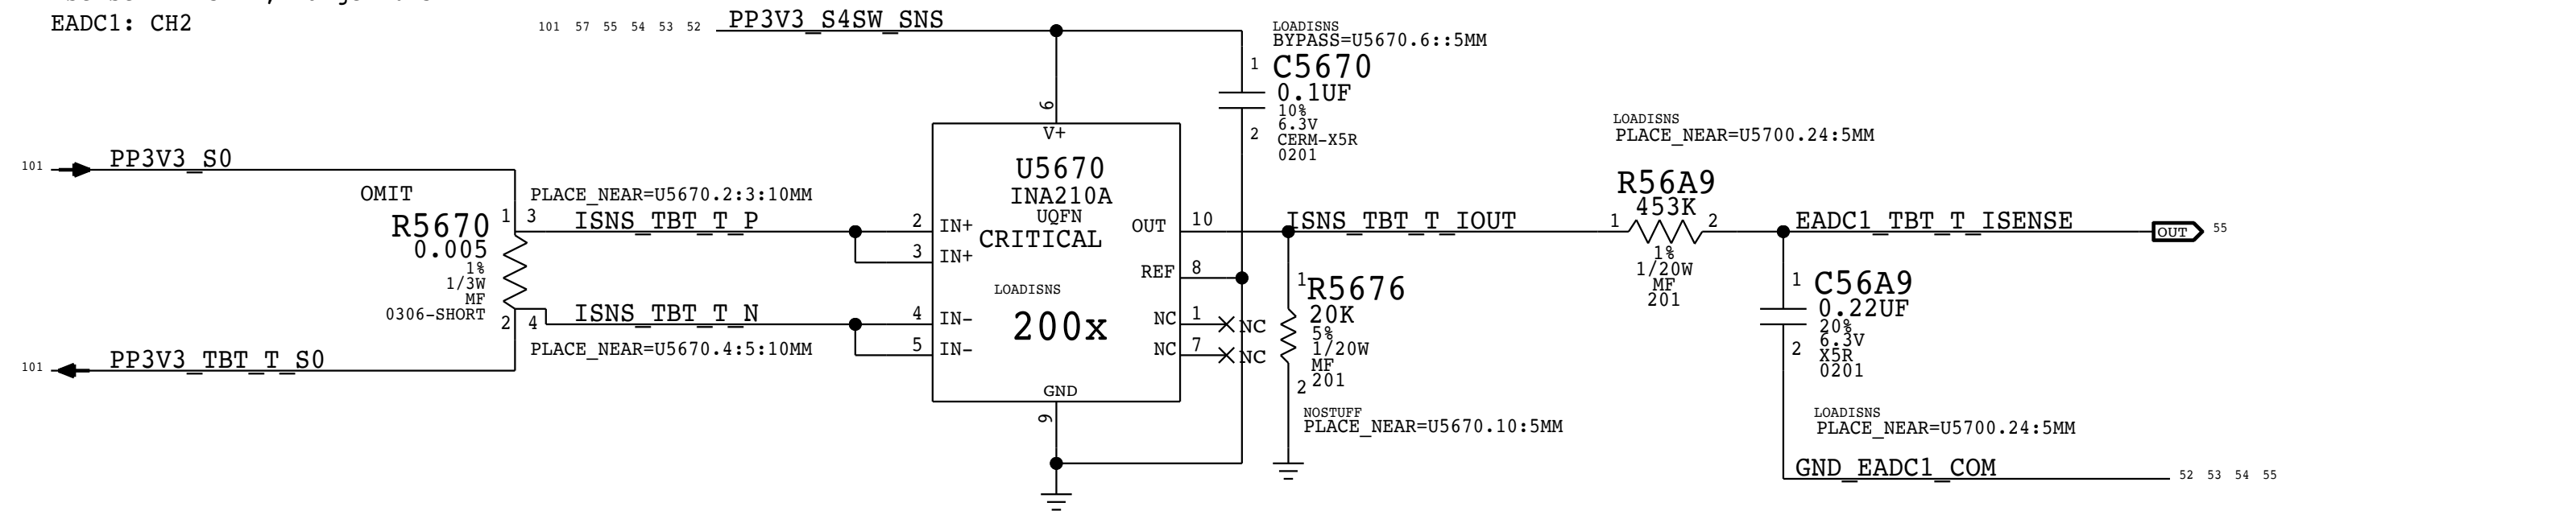 EADC1: CH2
101 57 55 54 53 52 PP3V3_S4SW_SNS
LOADISNS
BYPASS=U5670.6::5MM
1 C5670
0.1UF
10%
6.3V
2 CERM-X5R
0201
6
V+
U5670
INA210A
UQFN
CRITICAL
LOADISNS
200x
GND
9
101 PP3V3_S0
OMIT
R5670
0.005
1%
1/3W
MF
0306-SHORT
1 3
2 4
PLACE_NEAR=U5670.2:3:10MM
ISNS_TBT_T_P
2 IN+
3 IN+
ISNS_TBT_T_N
4 IN-
5 IN-
PLACE_NEAR=U5670.4:5:10MM
101 PP3V3_TBT_T_S0
OUT 10
REF 8
NC 1 NC
NC 7 NC
ISNS_TBT_T_IOUT
1 R5676
20K
5%
1/20W
MF
2 201
NOSTUFF
PLACE_NEAR=U5670.10:5MM
LOADISNS
PLACE_NEAR=U5700.24:5MM
R56A9
453K
1 2
1%
1/20W
MF
201
EADC1_TBT_T_ISENSE
OUT 55
1 C56A9
0.22UF
20%
6.3V
2 X5R
0201
LOADISNS
PLACE_NEAR=U5700.24:5MM
GND_EADC1_COM
52 53 54 55